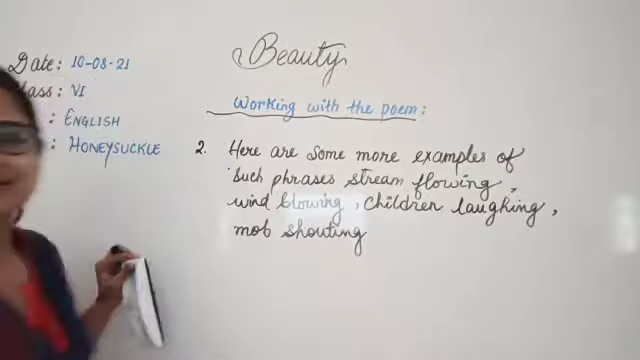 Beauty
Date: 10-08-21
ass: VI
: ENGLISH
: HONEYSUCKLE
Working with the poem:
2. Here are some more examples of
such phrases stream flowing,
wind blowing, children laughing,
mob shouting